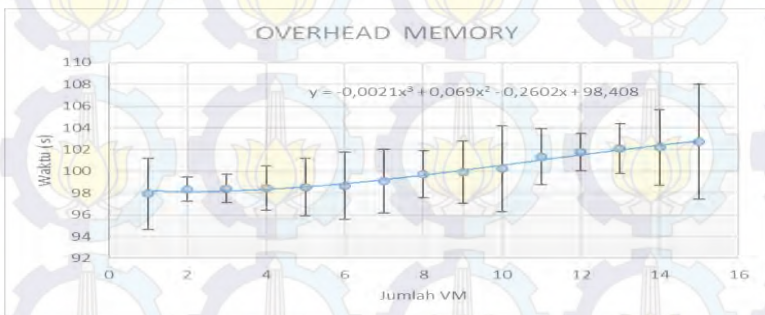 OVERHEAD MEMORY
y = -0,0021x³ + 0,069x² - 0,2602x + 98,408
Waktu (s)
110
108
106
104
102
100
98
96
94
92
0 2 4 6 8 10 12 14 16
Jumlah VM